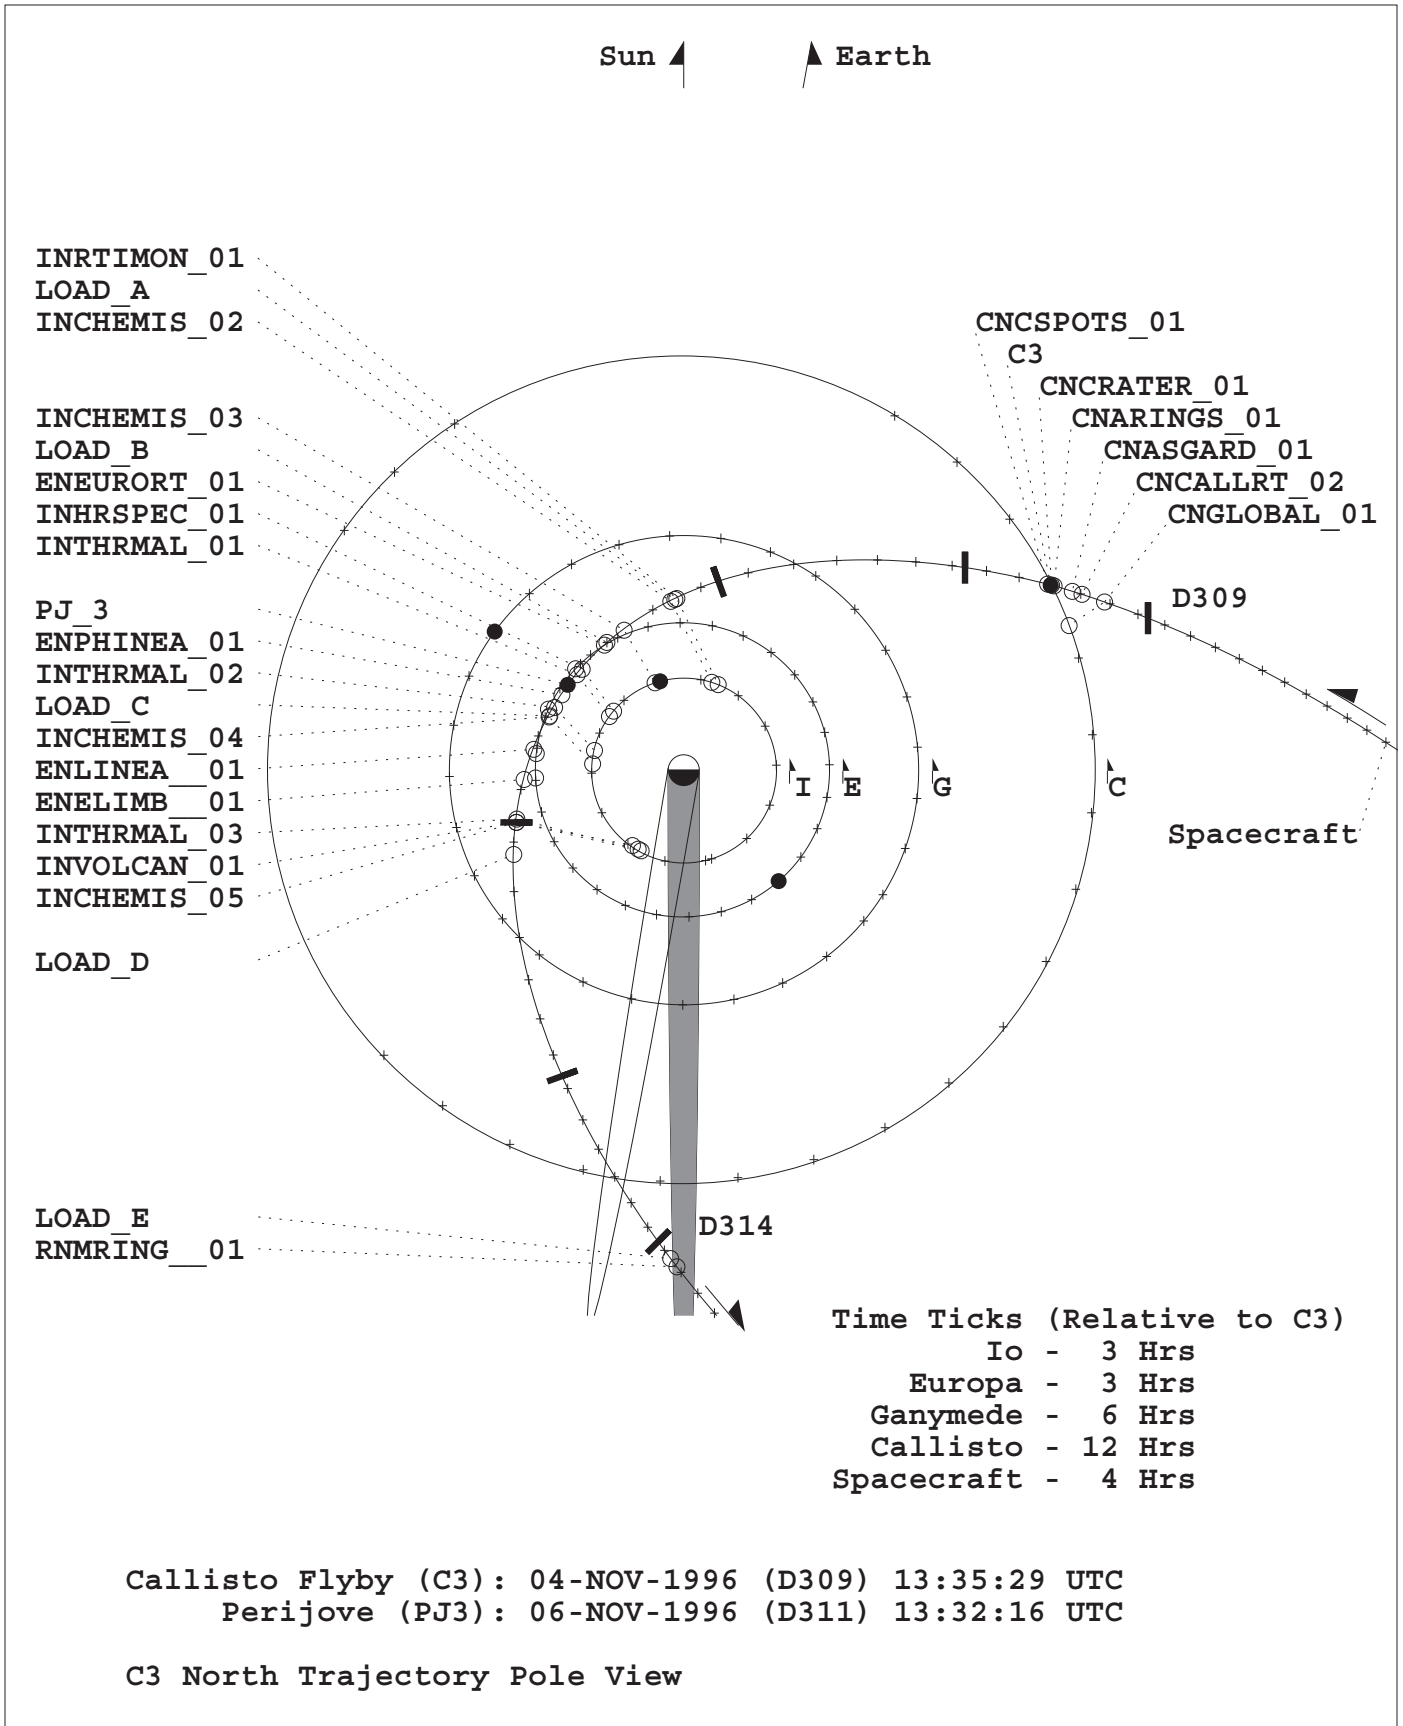 Sun Earth
INRTIMON_01
LOAD_A
INCHEMIS_02
CNCSPOTS_01
C3
CNCRATER_01
INCHEMIS_03
CNARINGS_01
LOAD_B
CNASGARD_01
ENEURORT_01
CNCALLRT_02
INHRSPEC_01
CNGLOBAL_01
INTHRMAL_01
PJ_3
D309
ENPHINEA_01
INTHRMAL_02
LOAD_C
INCHEMIS_04
ENLINEA__01
I E G C
ENELIMB__01
INTHRMAL_03
Spacecraft
INVOLCAN_01
INCHEMIS_05
LOAD_D
LOAD_E
D314
RNMRING__01
Time Ticks (Relative to C3)
Io - 3 Hrs
Europa - 3 Hrs
Ganymede - 6 Hrs
Callisto - 12 Hrs
Spacecraft - 4 Hrs
Callisto Flyby (C3): 04-NOV-1996 (D309) 13:35:29 UTC
Perijove (PJ3): 06-NOV-1996 (D311) 13:32:16 UTC
C3 North Trajectory Pole View